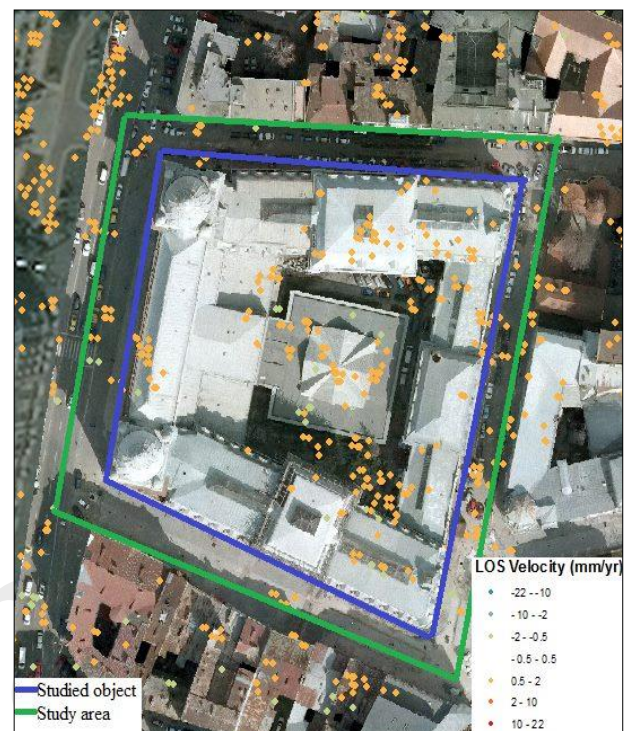 LOS Velocity (mm/yr)
-22 - -10
-10 - -2
-2 - -0.5
-0.5 - 0.5
0.5 - 2
2 - 10
10 - 22
Studied object
Study area